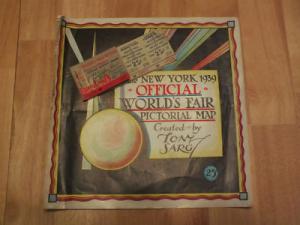 NEW YORK 1939
OFFICIAL
WORLD'S FAIR
PICTORIAL MAP
Created by
TONY
SARG
25¢